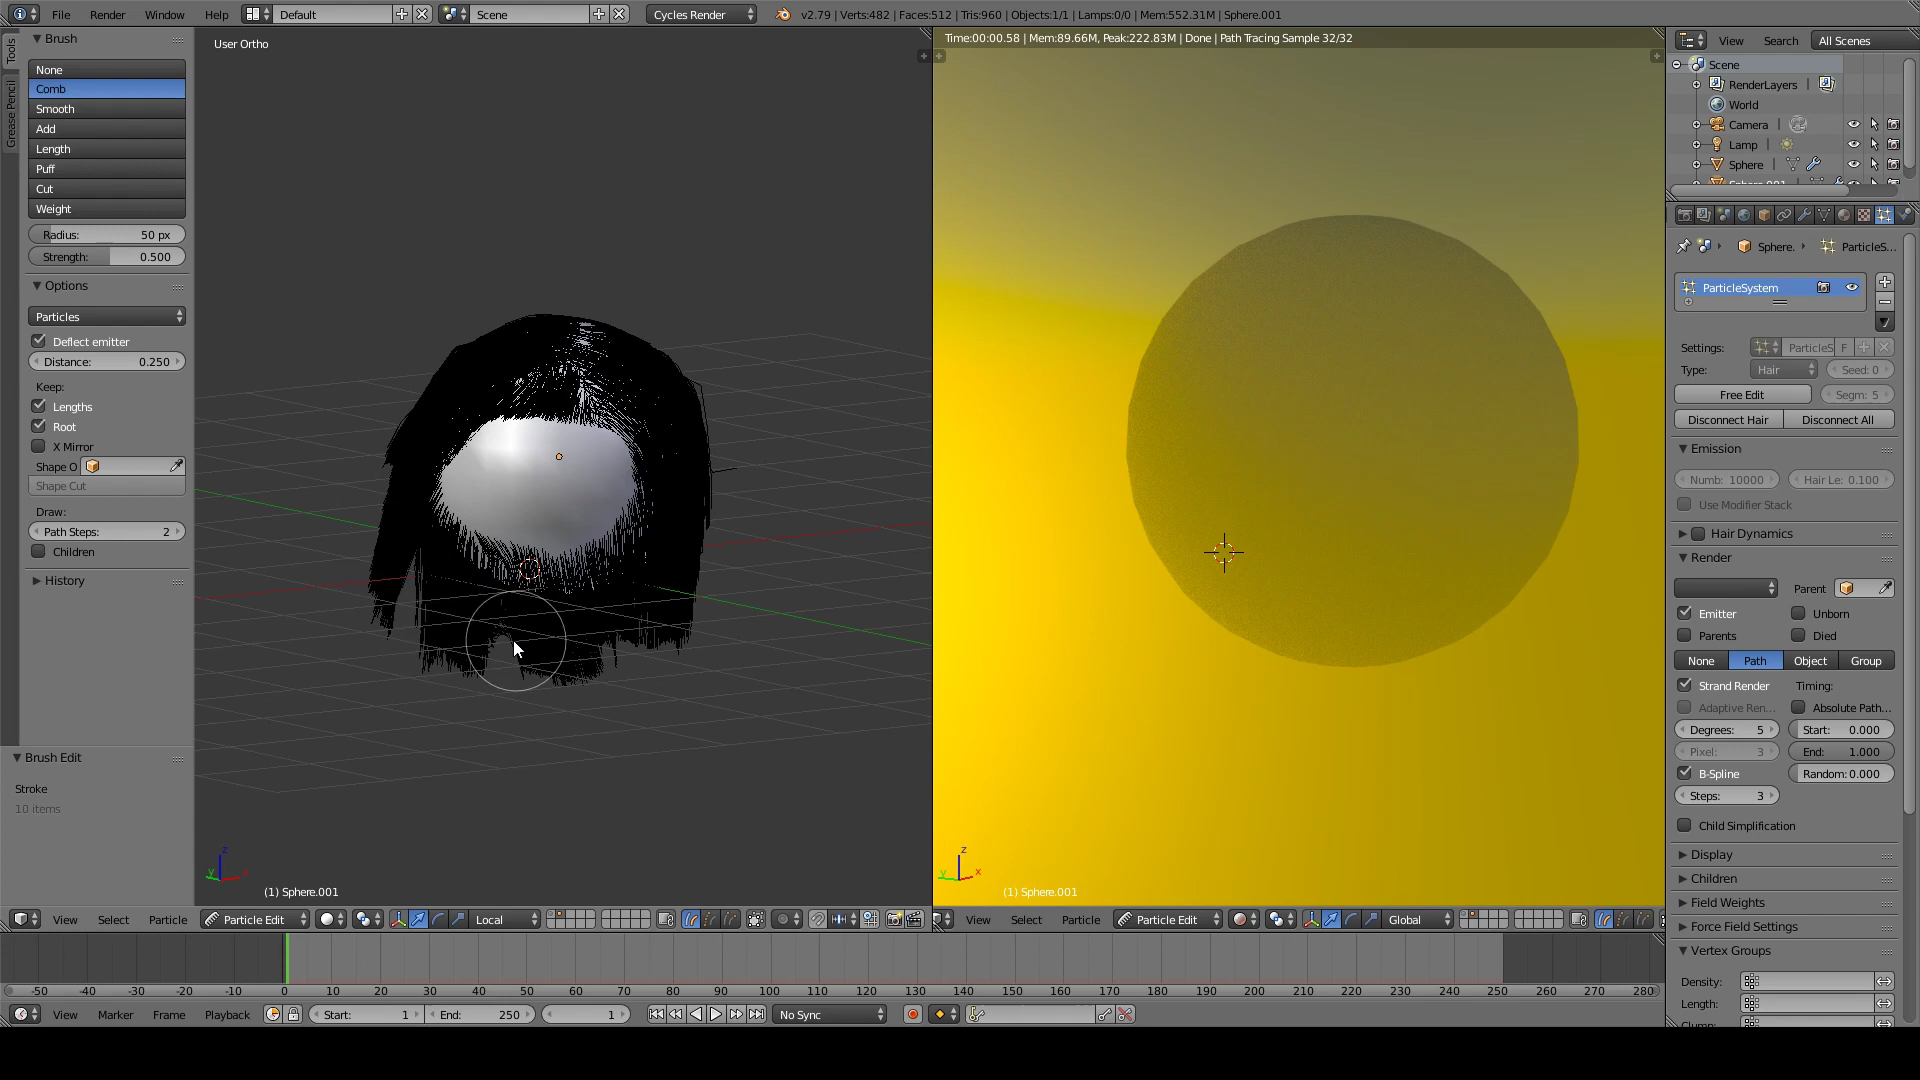 File Render Window Help Default Scene Cycles Render v2.79 | Verts:482 | Faces:512 | Tris:960 | Objects:1/1 | Lamps:0/0 | Mem:552.31M | Sphere.001
Tools
Grease Pencil
Brush
None
Comb
Smooth
Add
Length
Puff
Cut
Weight
Radius: 50 px
Strength: 0.500
Options
Particles
Deflect emitter
Distance: 0.250
Keep:
Lengths
Root
X Mirror
Shape O
Shape Cut
Draw:
Path Steps: 2
Children
History
Brush Edit
Stroke
10 items
User Ortho
z
y x
(1) Sphere.001
View Select Particle Particle Edit Local
Time:00:00.58 | Mem:89.66M, Peak:222.83M | Done | Path Tracing Sample 32/32
z
y x
(1) Sphere.001
View Select Particle Particle Edit Global
View Search All Scenes
Scene
RenderLayers |
World
Camera |
Lamp |
Sphere |
Sphere. ParticleS...
ParticleSystem
Settings: ParticleS F
Type: Hair Seed: 0
Free Edit Segm: 5
Disconnect Hair Disconnect All
Emission
Numb: 10000 Hair Le: 0.100
Use Modifier Stack
Hair Dynamics
Render
Parent
Emitter Unborn
Parents Died
None Path Object Group
Strand Render Timing:
Adaptive Ren... Absolute Path...
Degrees: 5 Start: 0.000
Pixel: 3 End: 1.000
B-Spline Random: 0.000
Steps: 3
Child Simplification
Display
Children
Field Weights
Force Field Settings
Vertex Groups
Density:
Length:
-50 -40 -30 -20 -10 0 10 20 30 40 50 60 70 80 90 100 110 120 130 140 150 160 170 180 190 200 210 220 230 240 250 260 270 280
View Marker Frame Playback Start: 1 End: 250 1 No Sync